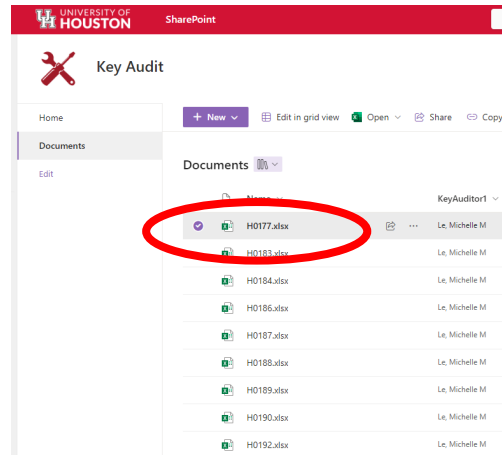 UNIVERSITY OF
HOUSTON
SharePoint
Key Audit
Home
Documents
Edit
+ New
Edit in grid view
Open
Share
Copy
Documents
Name
KeyAuditor1
H0177.xlsx
Le, Michelle M
H0183.xlsx
Le, Michelle M
H0184.xlsx
Le, Michelle M
H0186.xlsx
Le, Michelle M
H0187.xlsx
Le, Michelle M
H0188.xlsx
Le, Michelle M
H0189.xlsx
Le, Michelle M
H0190.xlsx
Le, Michelle M
H0192.xlsx
Le, Michelle M